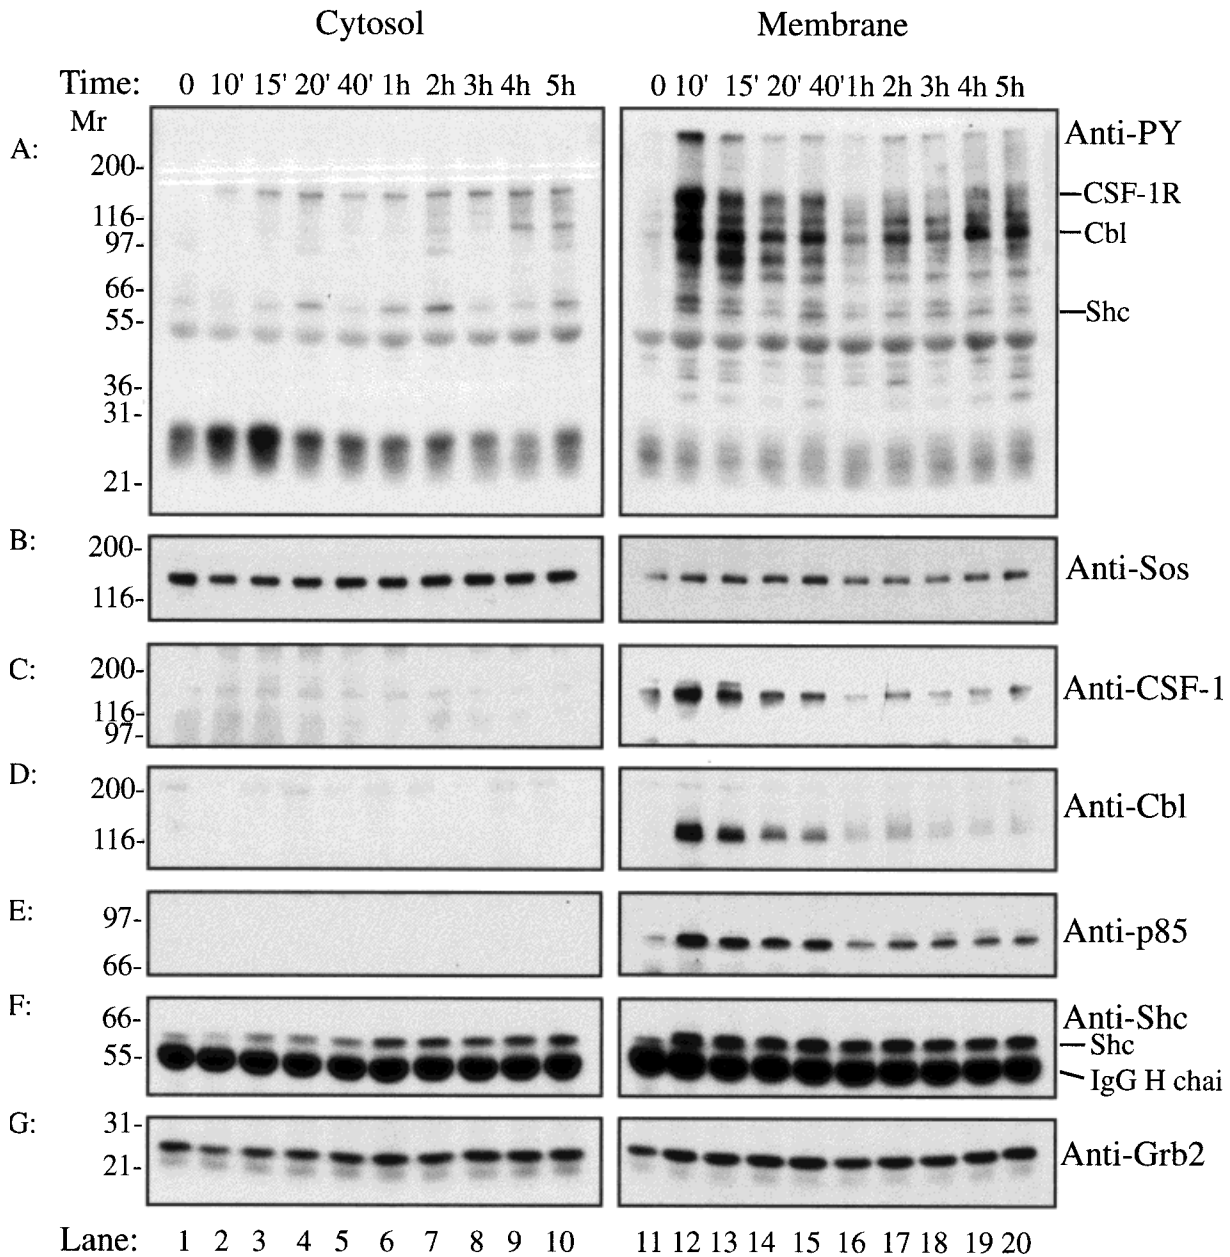 Cytosol Membrane
Time: 0 10' 15' 20' 40' 1h 2h 3h 4h 5h 0 10' 15' 20' 40' 1h 2h 3h 4h 5h
Mr
A: Anti-PY
200-
CSF-1R
116-
97- Cbl
66-
55- Shc
36-
31-
21-
B: 200- Anti-Sos
116-
C: 200- Anti-CSF-1
116-
97-
D: 200- Anti-Cbl
116-
E: 97- Anti-p85
66-
F: 66- Anti-Shc
55- Shc
IgG H chai
G: 31- Anti-Grb2
21-
Lane: 1 2 3 4 5 6 7 8 9 10 11 12 13 14 15 16 17 18 19 20